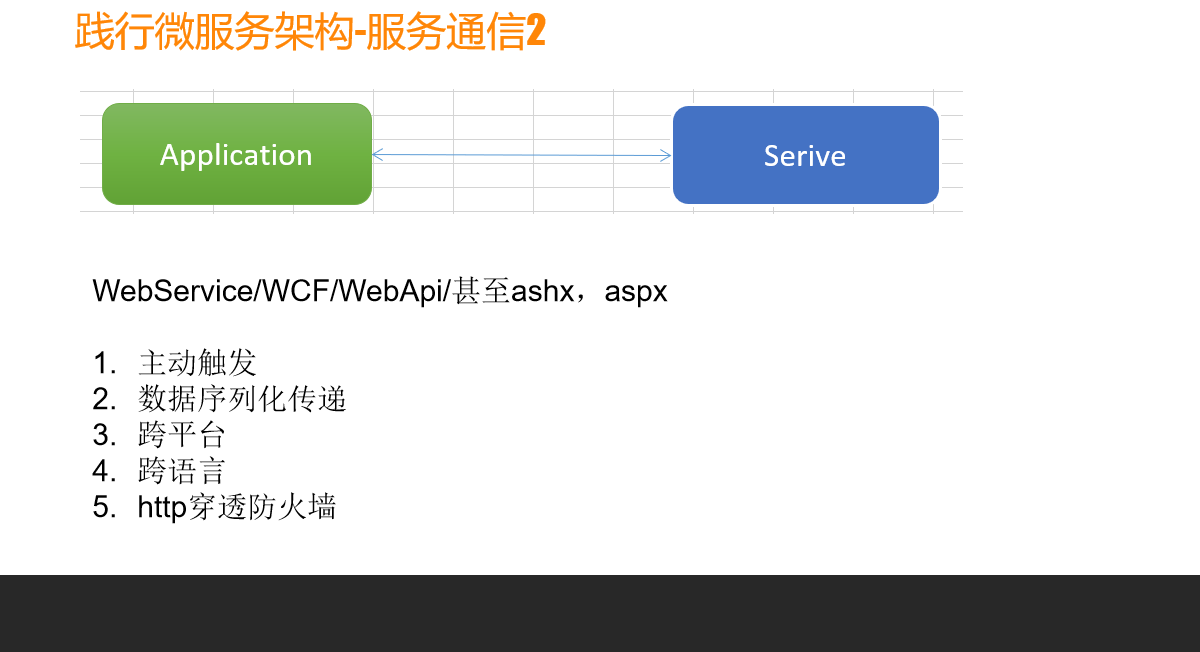 践行微服务架构-服务通信2
Application
Serive
WebService/WCF/WebApi/甚至ashx，aspx
1. 主动触发
2. 数据序列化传递
3. 跨平台
4. 跨语言
5. http穿透防火墙